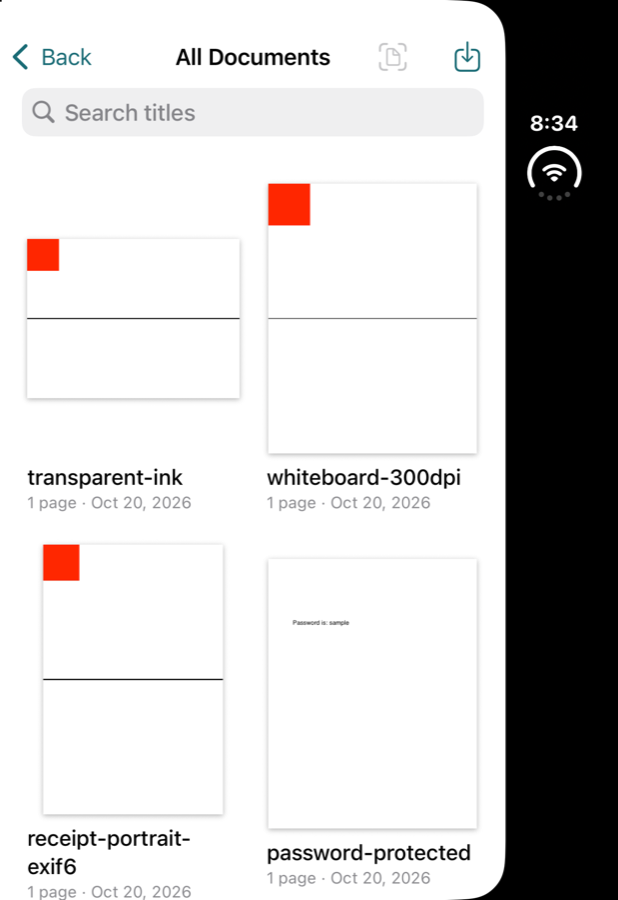 Back
All Documents
Search titles
8:34
transparent-ink
1 page · Oct 20, 2026
whiteboard-300dpi
1 page · Oct 20, 2026
Password is: sample
receipt-portrait-
exif6
1 page · Oct 20, 2026
password-protected
1 page · Oct 20, 2026